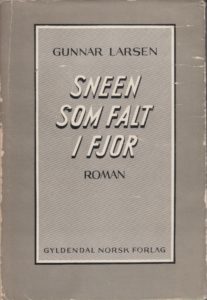 GUNNAR LARSEN
SNEEN
SOM FALT
I FJOR
ROMAN
GYLDENDAL NORSK FORLAG